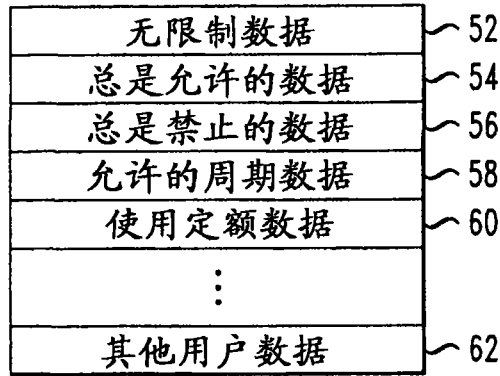 无限制数据 52
总是允许的数据 54
总是禁止的数据 56
允许的周期数据 58
使用定额数据 60
⋮
其他用户数据 62